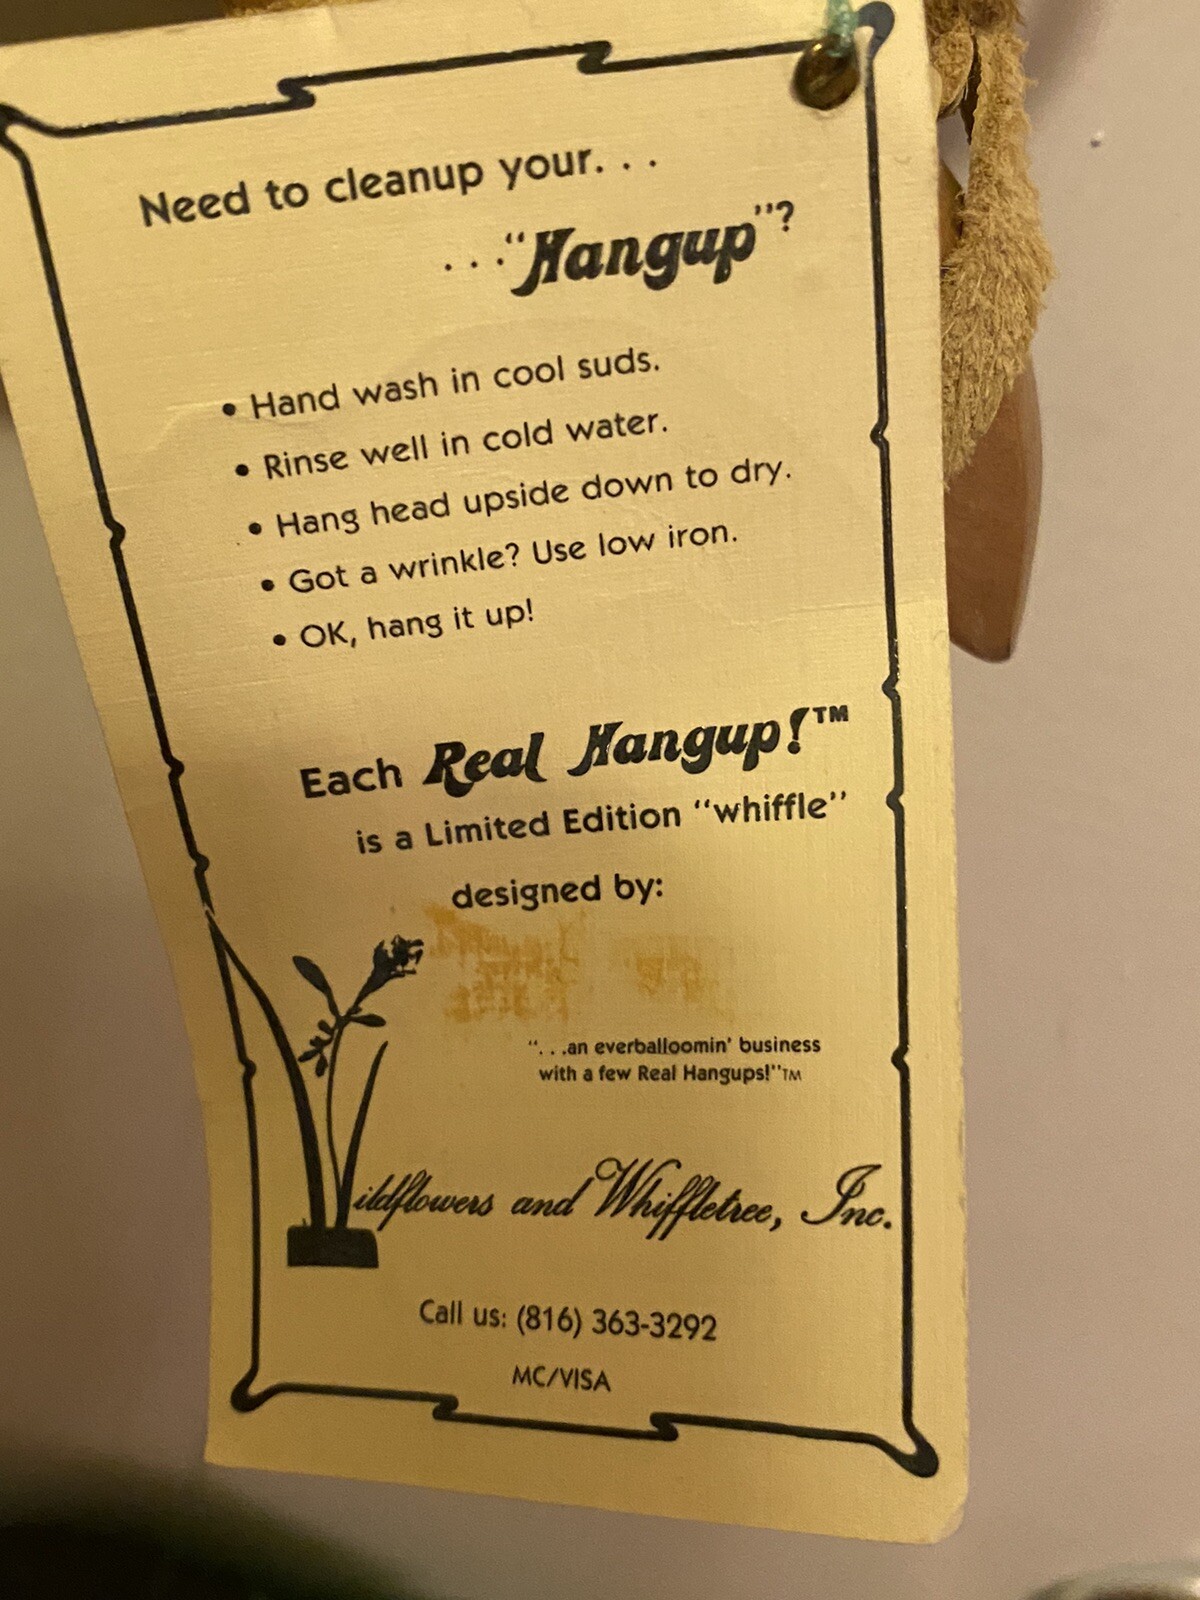 Need to cleanup your. . .
. . ."Hangup"?
• Hand wash in cool suds.
• Rinse well in cold water.
• Hang head upside down to dry.
• Got a wrinkle? Use low iron.
• OK, hang it up!
Each Real Hangup!™
is a Limited Edition "whiffle"
designed by:
". . .an everballoomin' business
with a few Real Hangups!"TM
Wildflowers and Whiffletree, Inc.
Call us: (816) 363-3292
MC/VISA